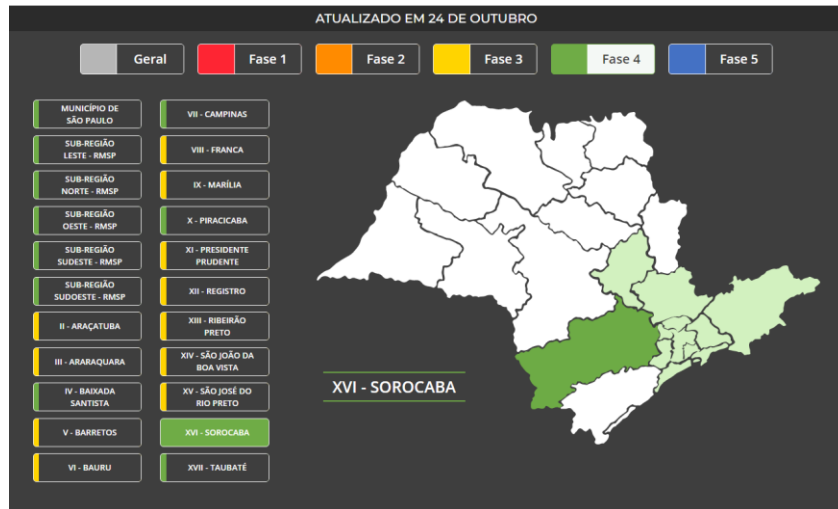 ATUALIZADO EM 24 DE OUTUBRO
Geral
Fase 1
Fase 2
Fase 3
Fase 4
Fase 5
MUNICÍPIO DE
SÃO PAULO
SUB-REGIÃO
LESTE - RMSP
SUB-REGIÃO
NORTE - RMSP
SUB-REGIÃO
OESTE - RMSP
SUB-REGIÃO
SUDESTE - RMSP
SUB-REGIÃO
SUDOESTE - RMSP
II - ARAÇATUBA
III - ARARAQUARA
IV - BAIXADA
SANTISTA
V - BARRETOS
VI - BAURU
VII - CAMPINAS
VIII - FRANCA
IX - MARÍLIA
X - PIRACICABA
XI - PRESIDENTE
PRUDENTE
XII - REGISTRO
XIII - RIBEIRÃO
PRETO
XIV - SÃO JOÃO DA
BOA VISTA
XV - SÃO JOSÉ DO
RIO PRETO
XVI - SOROCABA
XVII - TAUBATÉ
XVI - SOROCABA